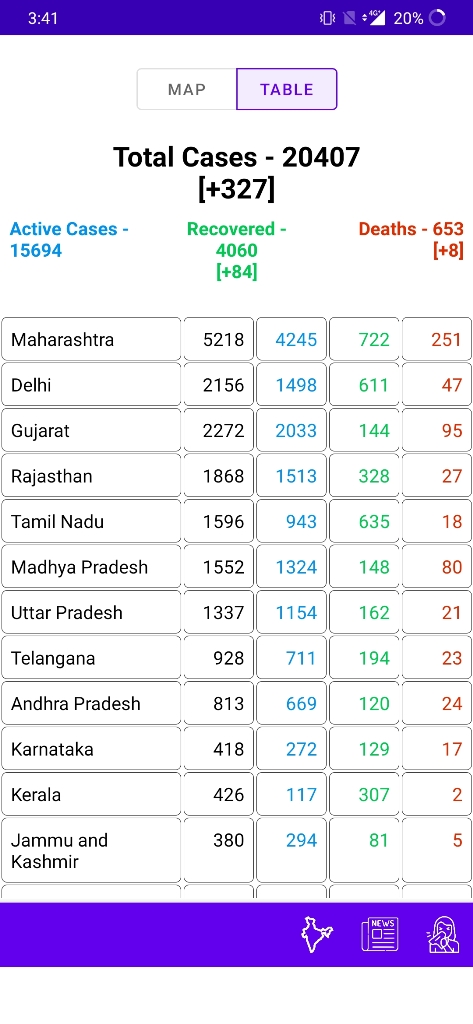 3:41 4G+ 20%
MAP TABLE
Total Cases - 20407
[+327]
Active Cases - Recovered - Deaths - 653
15694 4060 [+8]
[+84]
Maharashtra 5218 4245 722 251
Delhi 2156 1498 611 47
Gujarat 2272 2033 144 95
Rajasthan 1868 1513 328 27
Tamil Nadu 1596 943 635 18
Madhya Pradesh 1552 1324 148 80
Uttar Pradesh 1337 1154 162 21
Telangana 928 711 194 23
Andhra Pradesh 813 669 120 24
Karnataka 418 272 129 17
Kerala 426 117 307 2
Jammu and 380 294 81 5
Kashmir
NEWS